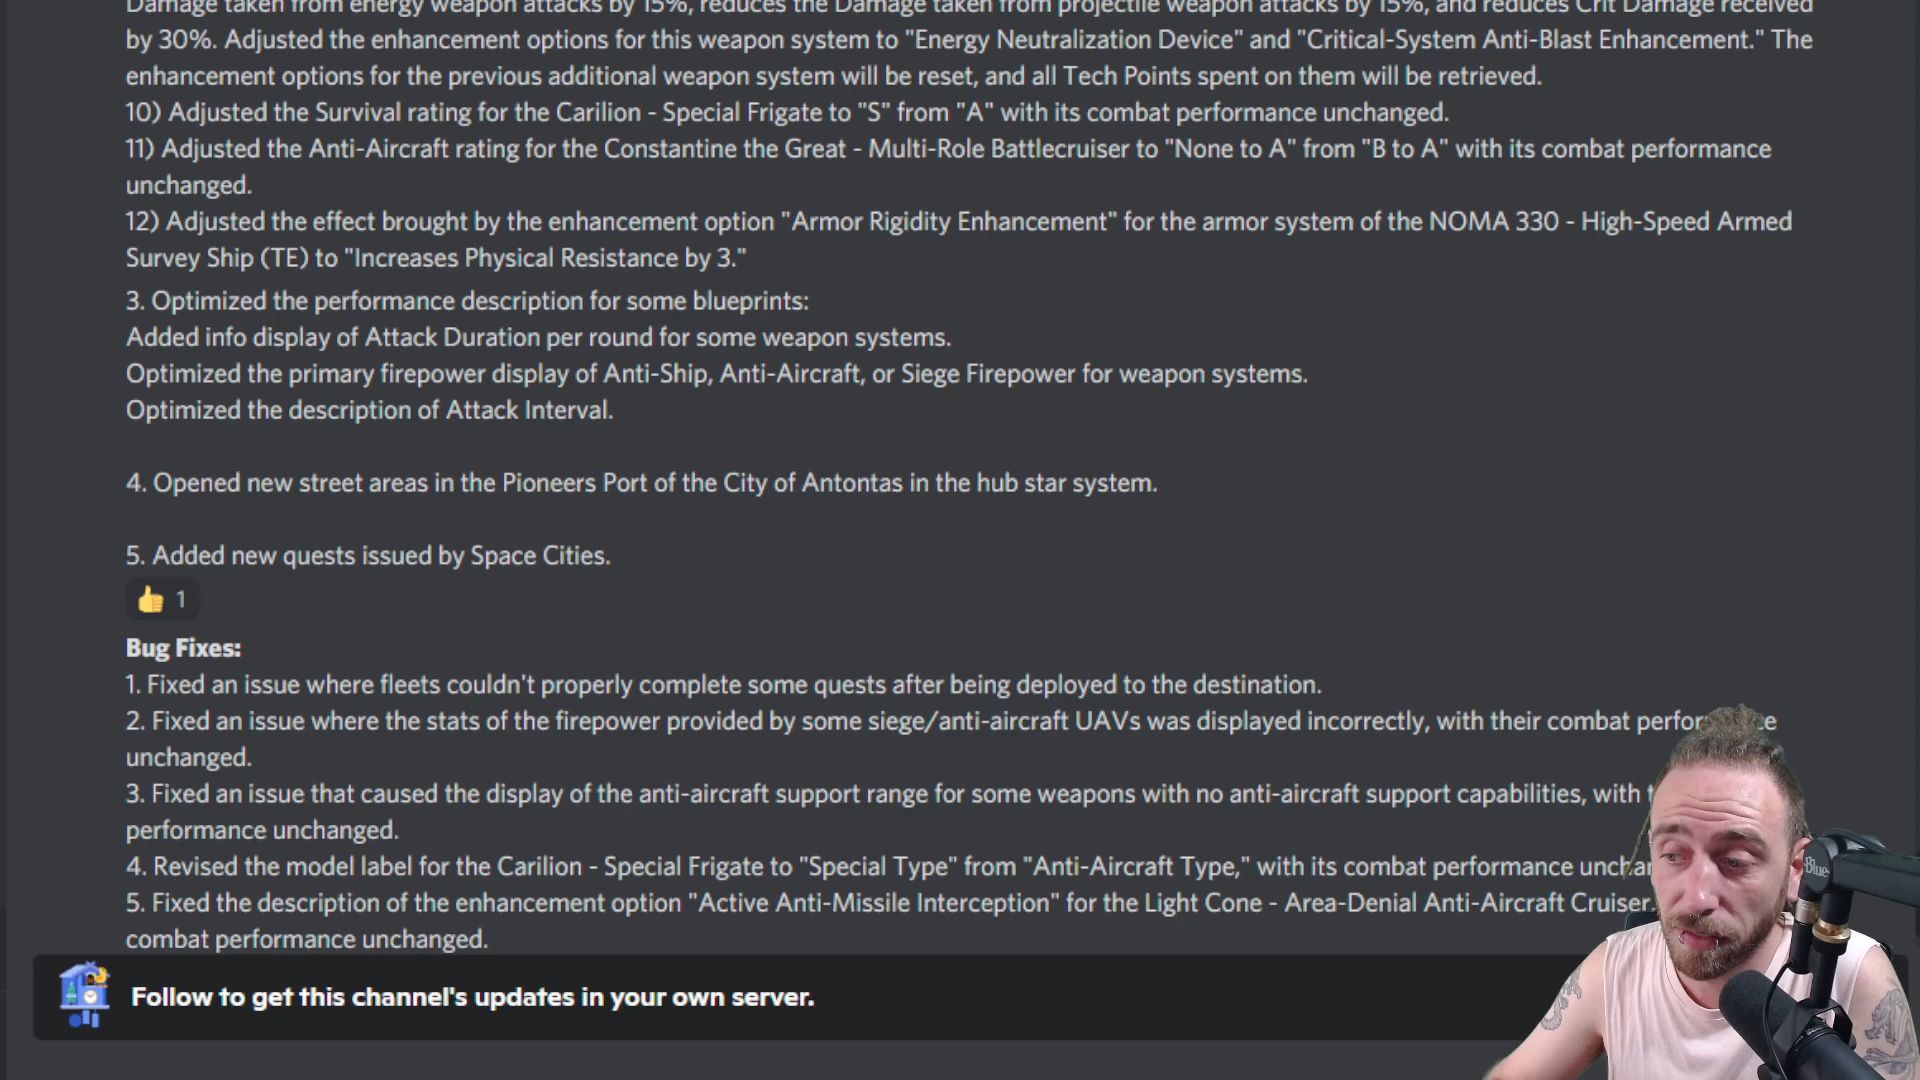 Damage taken from energy weapon attacks by 15%, reduces the Damage taken from projectile weapon attacks by 15%, and reduces Crit Damage received
by 30%. Adjusted the enhancement options for this weapon system to "Energy Neutralization Device" and "Critical-System Anti-Blast Enhancement." The
enhancement options for the previous additional weapon system will be reset, and all Tech Points spent on them will be retrieved.
10) Adjusted the Survival rating for the Carilion - Special Frigate to "S" from "A" with its combat performance unchanged.
11) Adjusted the Anti-Aircraft rating for the Constantine the Great - Multi-Role Battlecruiser to "None to A" from "B to A" with its combat performance
unchanged.
12) Adjusted the effect brought by the enhancement option "Armor Rigidity Enhancement" for the armor system of the NOMA 330 - High-Speed Armed
Survey Ship (TE) to "Increases Physical Resistance by 3."
3. Optimized the performance description for some blueprints:
Added info display of Attack Duration per round for some weapon systems.
Optimized the primary firepower display of Anti-Ship, Anti-Aircraft, or Siege Firepower for weapon systems.
Optimized the description of Attack Interval.
4. Opened new street areas in the Pioneers Port of the City of Antontas in the hub star system.
5. Added new quests issued by Space Cities.
👍 1
Bug Fixes:
1. Fixed an issue where fleets couldn't properly complete some quests after being deployed to the destination.
2. Fixed an issue where the stats of the firepower provided by some siege/anti-aircraft UAVs was displayed incorrectly, with their combat
unchanged.
3. Fixed an issue that caused the display of the anti-aircraft support range for some weapons with no anti-aircraft support capabilities, with
performance unchanged.
4. Revised the model label for the Carilion - Special Frigate to "Special Type" from "Anti-Aircraft Type," with its combat performance
5. Fixed the description of the enhancement option "Active Anti-Missile Interception" for the Light Cone - Area-Denial Anti-Aircraft Cruiser,
combat performance unchanged.
Follow to get this channel's updates in your own server.
Blue